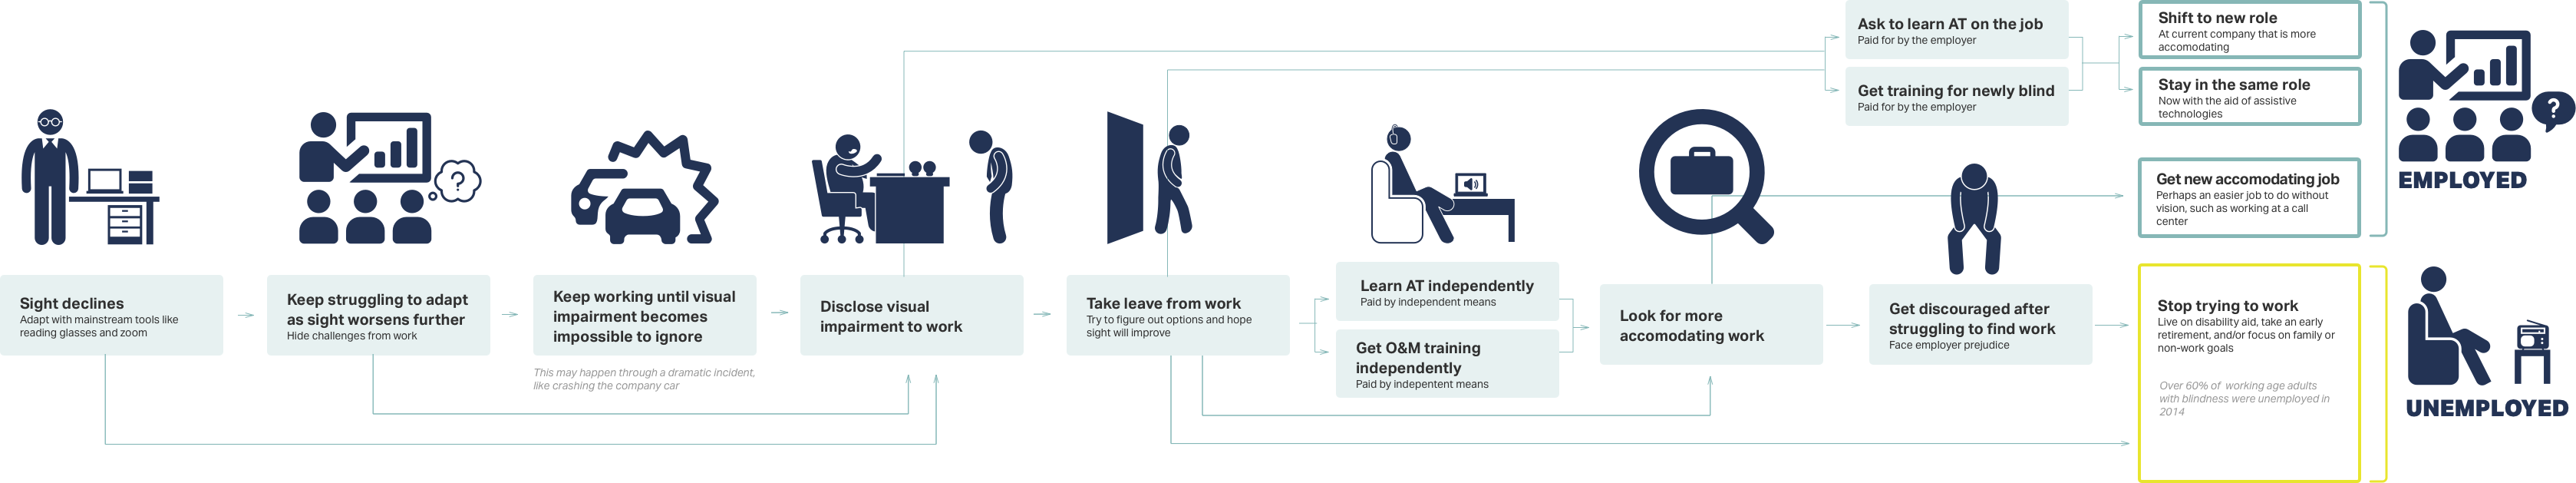 Sight declines
Adapt with mainstream tools like
reading glasses and zoom
Keep struggling to adapt
as sight worsens further
Hide challenges from work
?
Keep working until visual
impairment becomes
impossible to ignore
This may happen through a dramatic incident,
like crashing the company car
Disclose visual
impairment to work
Take leave from work
Try to figure out options and hope
sight will improve
Learn AT independently
Paid by independent means
Get O&M training
independently
Paid by indepentent means
Look for more
accomodating work
Get discouraged after
struggling to find work
Face employer prejudice
Ask to learn AT on the job
Paid for by the employer
Get training for newly blind
Paid for by the employer
Shift to new role
At current company that is more
accomodating
Stay in the same role
Now with the aid of assistive
technologies
Get new accomodating job
Perhaps an easier job to do without
vision, such as working at a call
center
?
EMPLOYED
Stop trying to work
Live on disability aid, take an early
retirement, and/or focus on family or
non-work goals
Over 60% of working age adults
with blindness were unemployed in
2014
UNEMPLOYED